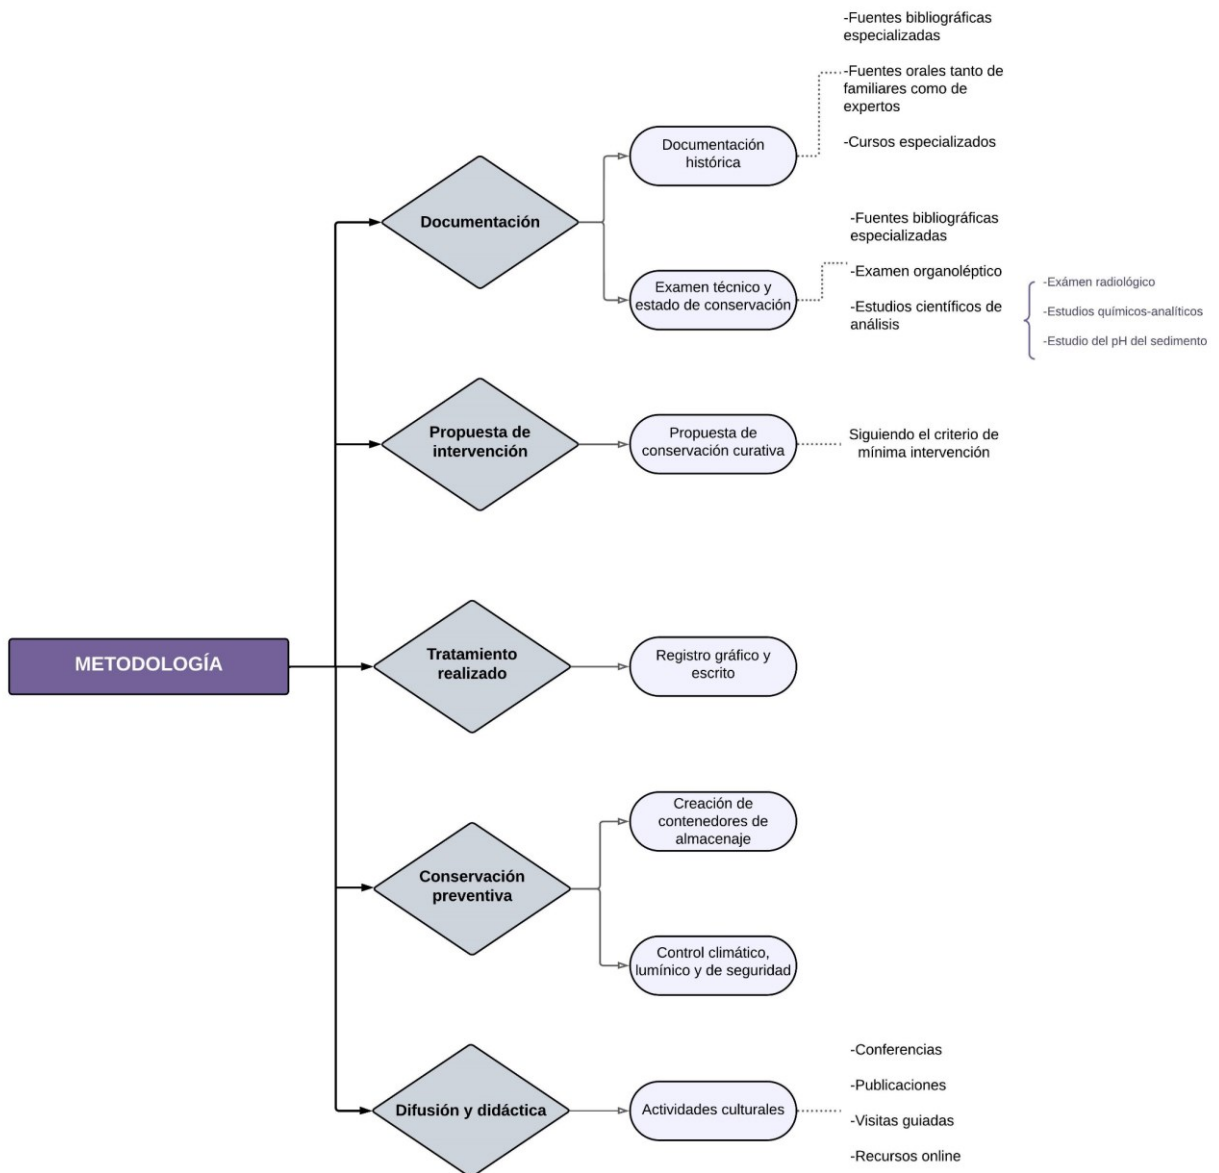 -Fuentes bibliográficas
especializadas
-Fuentes orales tanto de
familiares como de
expertos
-Cursos especializados
Documentación
histórica
Documentación
-Fuentes bibliográficas
especializadas
-Examen organoléptico
-Estudios científicos de
análisis
Examen técnico y
estado de conservación
-Exámen radiológico
-Estudios químicos-analíticos
-Estudio del pH del sedimento
Propuesta de
intervención
Propuesta de
conservación curativa
Siguiendo el criterio de
mínima intervención
METODOLOGÍA
Tratamiento
realizado
Registro gráfico y
escrito
Conservación
preventiva
Creación de
contenedores de
almacenaje
Control climático,
lumínico y de seguridad
Difusión y didáctica
Actividades culturales
-Conferencias
-Publicaciones
-Visitas guiadas
-Recursos online